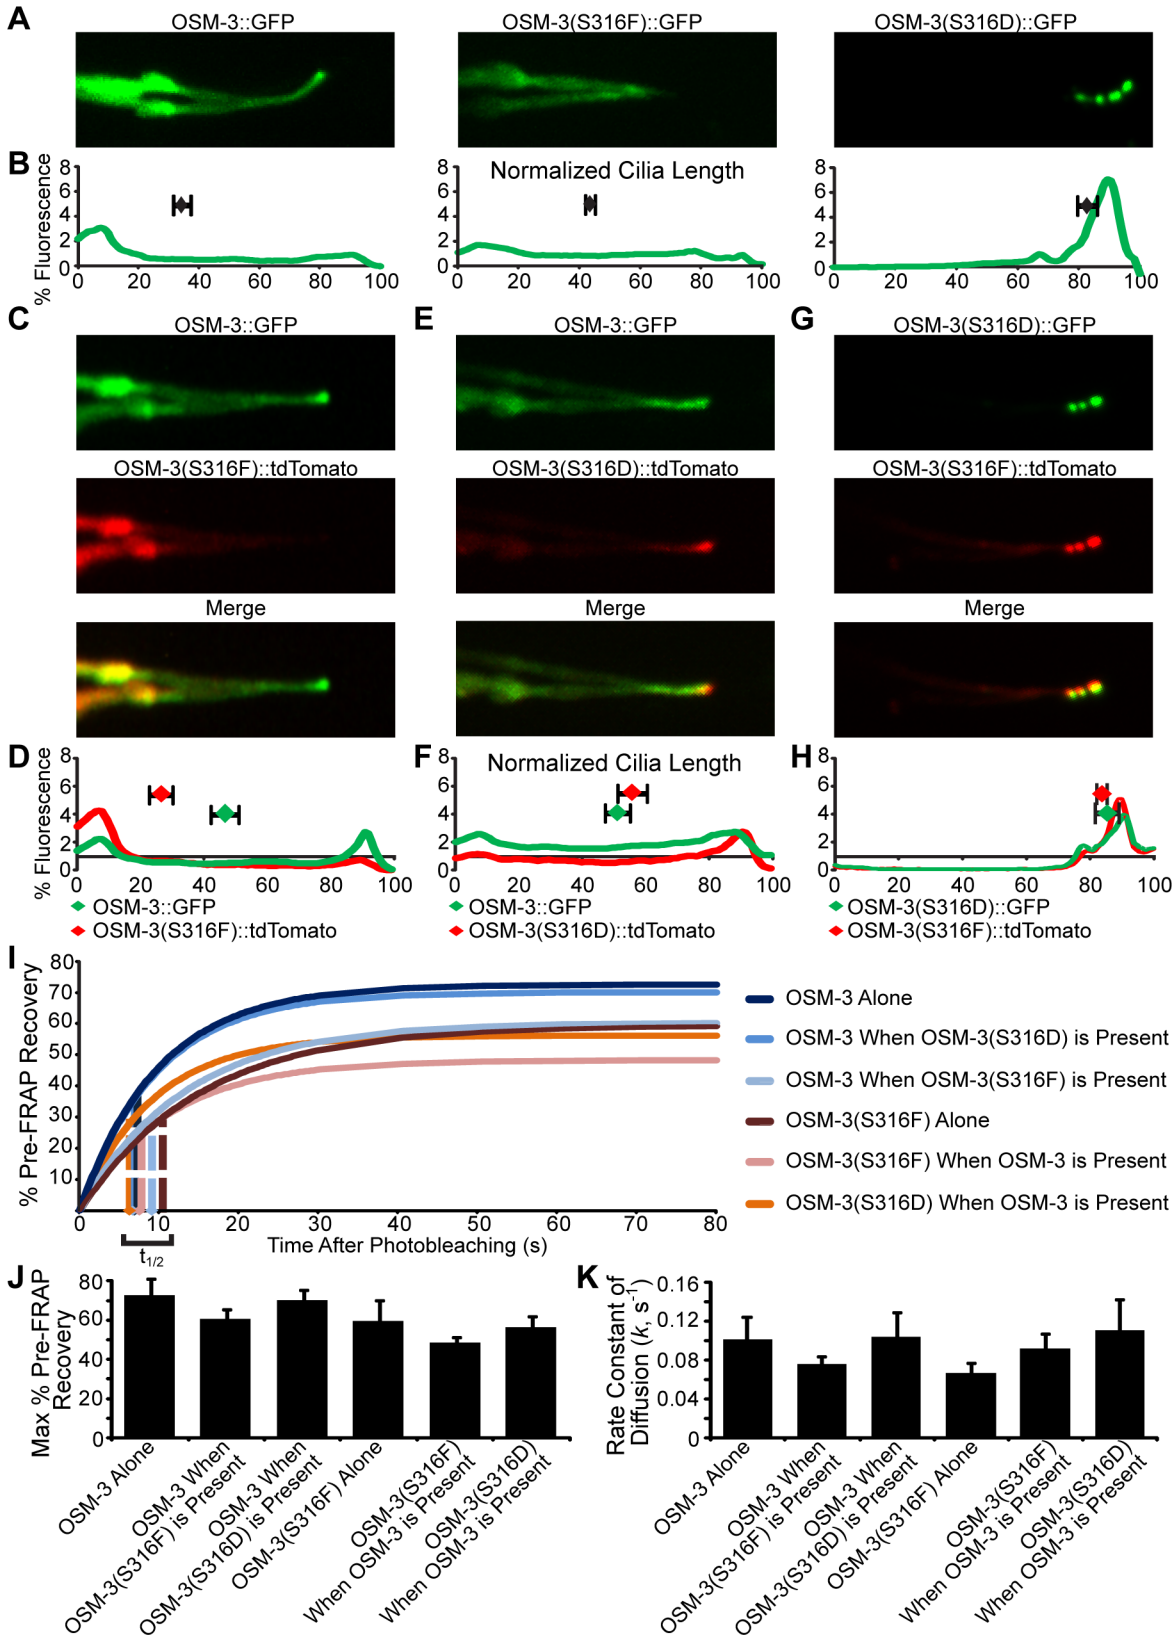 A
OSM-3::GFP
OSM-3(S316F)::GFP
OSM-3(S316D)::GFP
B
% Fluorescence
8
6
4
2
0
0 20 40 60 80 100
Normalized Cilia Length
8
6
4
2
0
0 20 40 60 80 100
8
6
4
2
0
0 20 40 60 80 100
C
OSM-3::GFP
OSM-3(S316F)::tdTomato
Merge
E
OSM-3::GFP
OSM-3(S316D)::tdTomato
Merge
G
OSM-3(S316D)::GFP
OSM-3(S316F)::tdTomato
Merge
D
% Fluorescence
8
6
4
2
0
0 20 40 60 80 100
OSM-3::GFP
OSM-3(S316F)::tdTomato
F
Normalized Cilia Length
8
6
4
2
0
0 20 40 60 80 100
OSM-3::GFP
OSM-3(S316D)::tdTomato
H
8
6
4
2
0
0 20 40 60 80 100
OSM-3(S316D)::GFP
OSM-3(S316F)::tdTomato
I
% Pre-FRAP Recovery
80
70
60
50
40
30
20
10
0 10 20 30 40 50 60 70 80
t1/2
Time After Photobleaching (s)
OSM-3 Alone
OSM-3 When OSM-3(S316D) is Present
OSM-3 When OSM-3(S316F) is Present
OSM-3(S316F) Alone
OSM-3(S316F) When OSM-3 is Present
OSM-3(S316D) When OSM-3 is Present
J
Max % Pre-FRAP
Recovery
80
60
40
20
0
OSM-3 Alone
OSM-3 When
OSM-3(S316F) is Present
OSM-3 When
OSM-3(S316D) is Present
OSM-3(S316F) Alone
OSM-3(S316F)
When OSM-3 is Present
OSM-3(S316D)
When OSM-3 is Present
K
Rate Constant of
Diffusion (k, s-1)
0.16
0.12
0.08
0.04
0
OSM-3 Alone
OSM-3 When
OSM-3(S316F) is Present
OSM-3 When
OSM-3(S316D) is Present
OSM-3(S316F) Alone
OSM-3(S316F)
When OSM-3 is Present
OSM-3(S316D)
When OSM-3 is Present